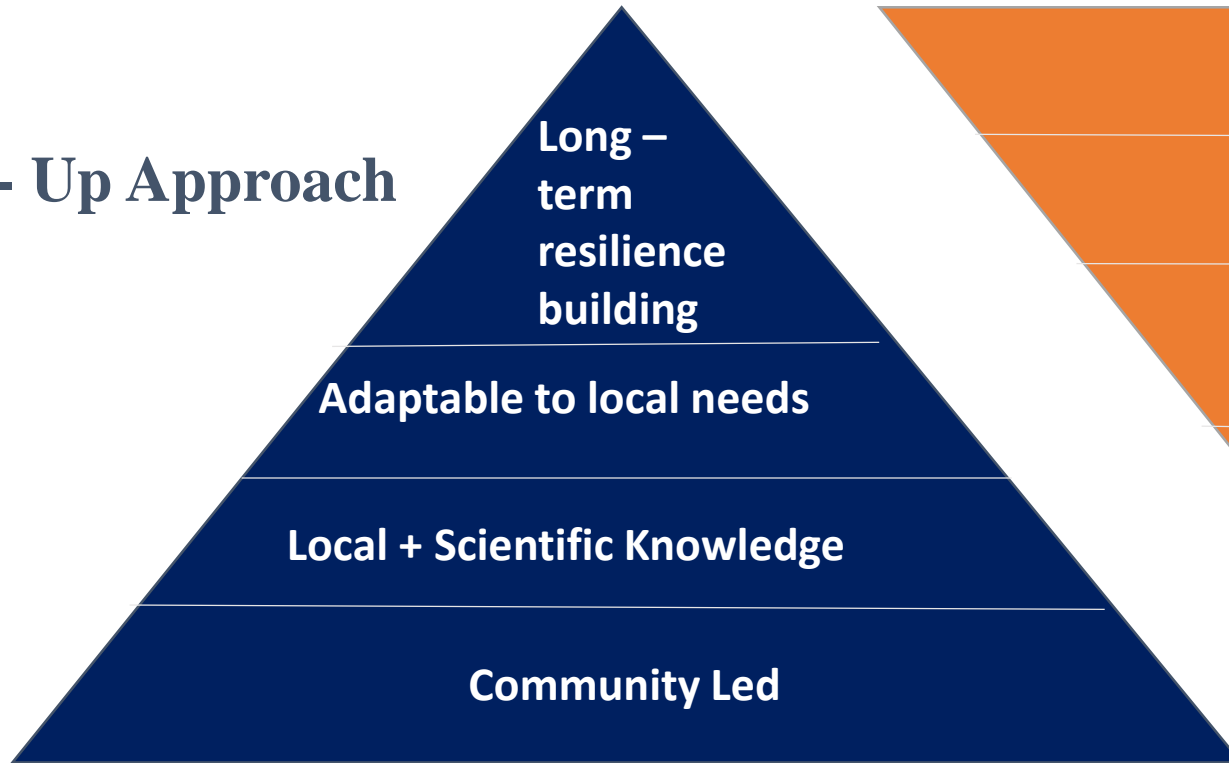 Long –
term
resilience
building
- Up Approach
Adaptable to local needs
Local + Scientific Knowledge
Community Led